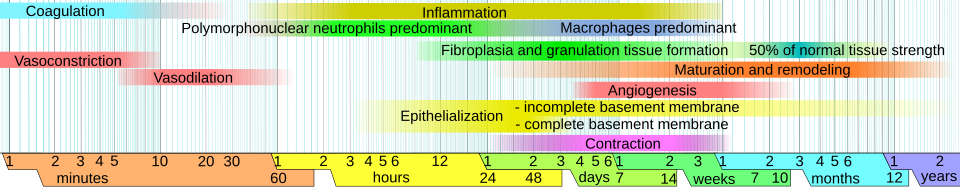 Coagulation
Inflammation
Polymorphonuclear neutrophils predominant
Macrophages predominant
Fibroplasia and granulation tissue formation
50% of normal tissue strength
Vasoconstriction
Maturation and remodeling
Vasodilation
Angiogenesis
Epithelialization
- incomplete basement membrane
- complete basement membrane
Contraction
1 2 3 4 5 10 20 30 1 2 3 4 5 6 12 1 2 3 4 5 6 1 2 3 1 2 3 4 5 6 1 2
minutes 60 hours 24 48 days 7 14 weeks 7 10 months 12 years